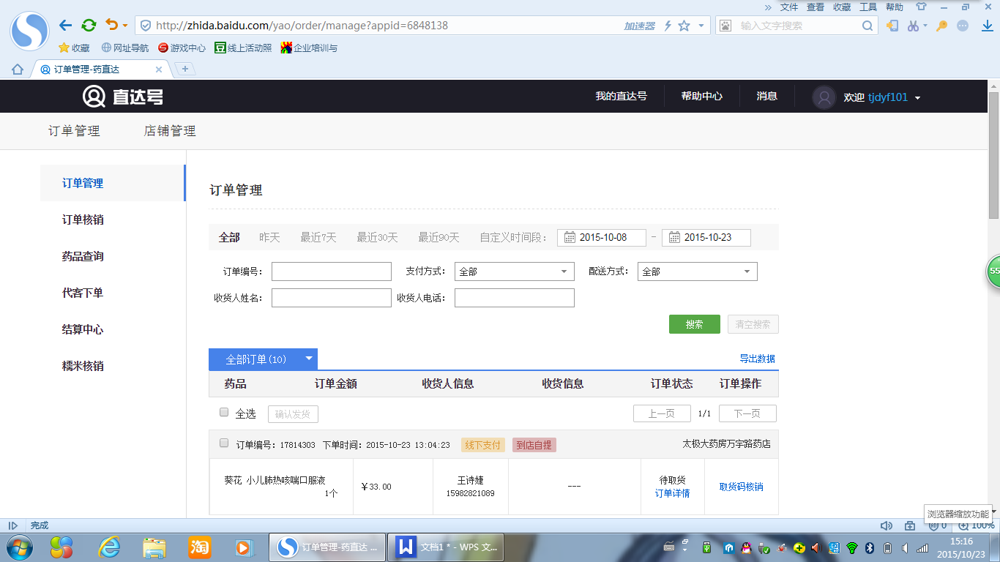 » 文件 查看 收藏 工具 帮助
http://zhida.baidu.com/yao/order/manage?appid=6848138 加速器 输入文字搜索
收藏 网址导航 游戏中心 线上活动照 企业培训与
订单管理-药直达
直达号 我的直达号 帮助中心 消息 欢迎 tjdyf101
订单管理 店铺管理
订单管理
订单核销
药品查询
代客下单
结算中心
糯米核销
订单管理
全部 昨天 最近7天 最近30天 最近90天 自定义时间段: 2015-10-08 - 2015-10-23
订单编号: 支付方式: 全部 配送方式: 全部
收货人姓名: 收货人电话:
搜索 清空搜索
全部订单(10) 导出数据
药品 订单金额 收货人信息 收货信息 订单状态 订单操作
全选 确认发货 上一页 1/1 下一页
订单编号: 17814303 下单时间: 2015-10-23 13:04:23 线下支付 到店自提 太极大药房万字路药店
葵花 小儿肺热咳喘口服液 1个 ￥33.00 王诗婕 15982821089 --- 待取货 订单详情 取货码核销
55
浏览器缩放功能
完成 0 100%
淘 订单管理-药直达 ... 文档1 * - WPS 文... 15:16
2015/10/23